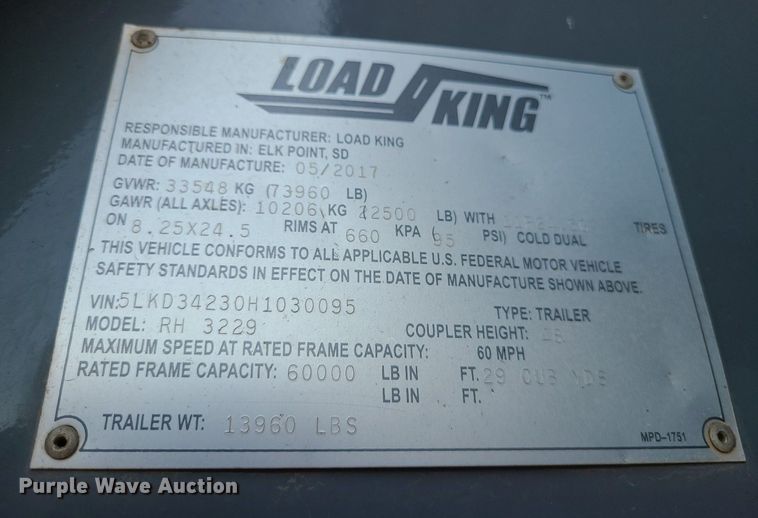 LOAD KING™
RESPONSIBLE MANUFACTURER: LOAD KING
MANUFACTURED IN: ELK POINT, SD
DATE OF MANUFACTURE: 05/2017
GVWR: 33548 KG (73960 LB)
GAWR (ALL AXLES): 10206 KG (22500 LB) WITH TIRES
ON 8.25X24.5 RIMS AT 660 KPA ( 95 PSI) COLD DUAL
THIS VEHICLE CONFORMS TO ALL APPLICABLE U.S. FEDERAL MOTOR VEHICLE
SAFETY STANDARDS IN EFFECT ON THE DATE OF MANUFACTURE SHOWN ABOVE.
VIN: 5LKD34230H1030095 TYPE: TRAILER
MODEL: RH 3229 COUPLER HEIGHT:
MAXIMUM SPEED AT RATED FRAME CAPACITY: 60 MPH
RATED FRAME CAPACITY: 60000 LB IN FT. 29 CUB YDS
LB IN FT.
TRAILER WT: 13960 LBS
MPD-1751
Purple Wave Auction